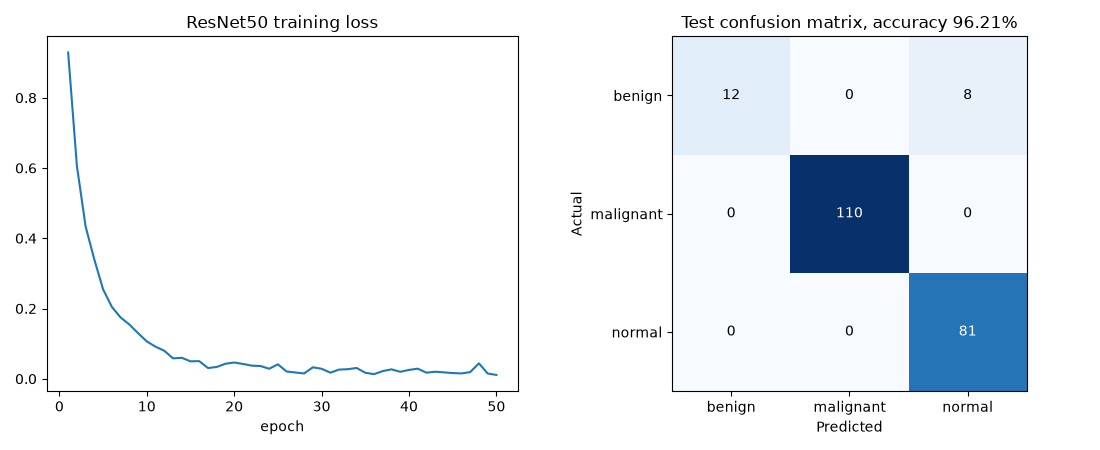 ResNet50 training loss
0.8
0.6
0.4
0.2
0.0
0 10 20 30 40 50
epoch
Test confusion matrix, accuracy 96.21%
Actual
benign 12 0 8
malignant 0 110 0
normal 0 0 81
benign malignant normal
Predicted